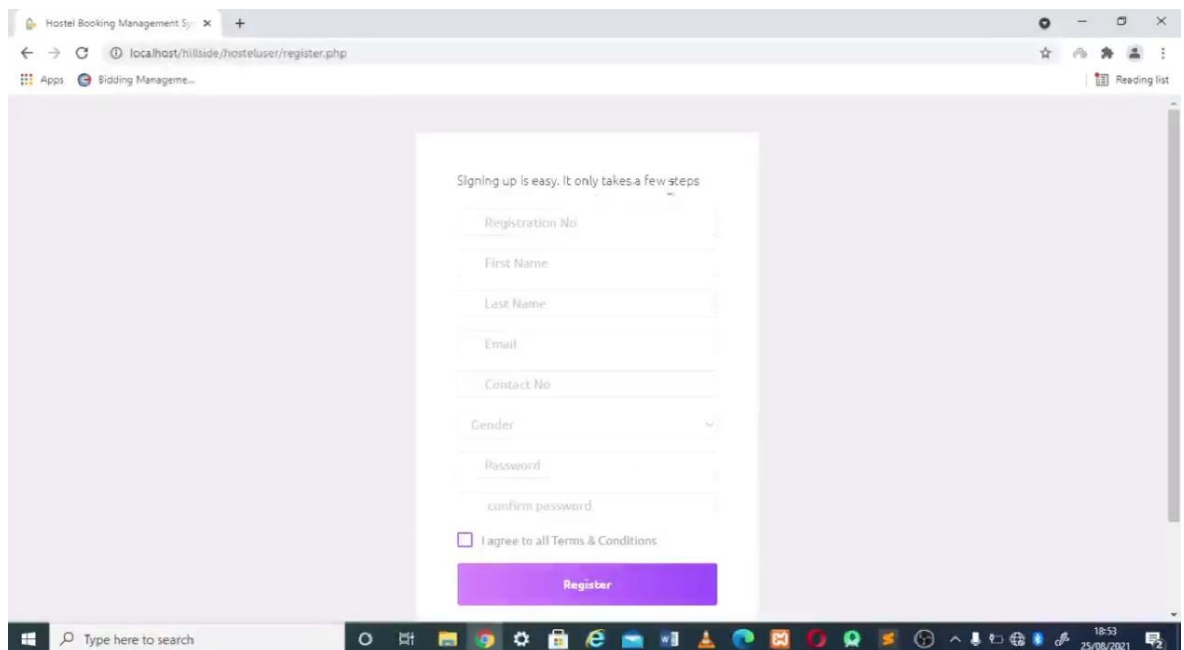 Hostel Booking Management Sy
localhost/hillside/hosteluser/register.php
Apps Bidding Manageme... Reading list
Signing up is easy. It only takes a few steps
Registration No
First Name
Last Name
Email
Contact No
Gender
Password
confirm password
I agree to all Terms & Conditions
Register
Type here to search
18:53
25/08/2021